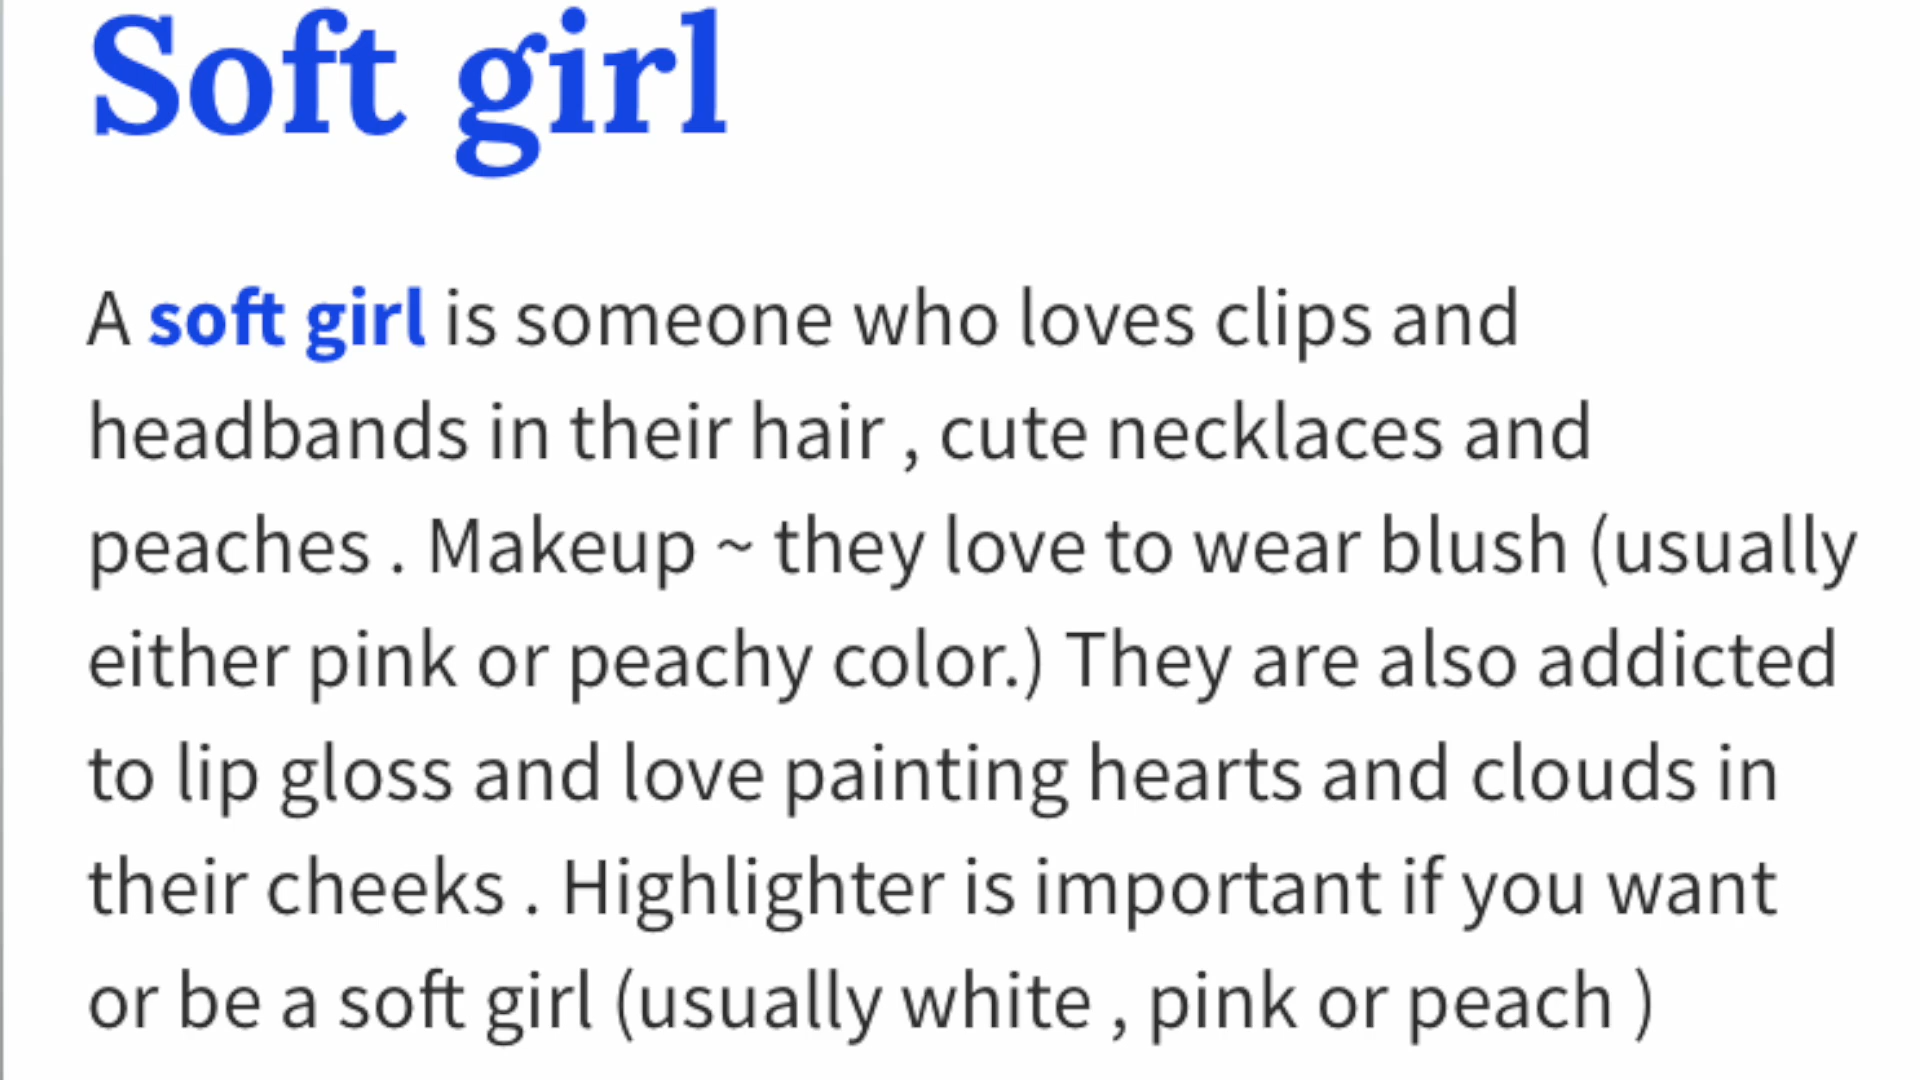 Soft girl
A soft girl is someone who loves clips and
headbands in their hair , cute necklaces and
peaches . Makeup ~ they love to wear blush (usually
either pink or peachy color.) They are also addicted
to lip gloss and love painting hearts and clouds in
their cheeks . Highlighter is important if you want
or be a soft girl (usually white , pink or peach )